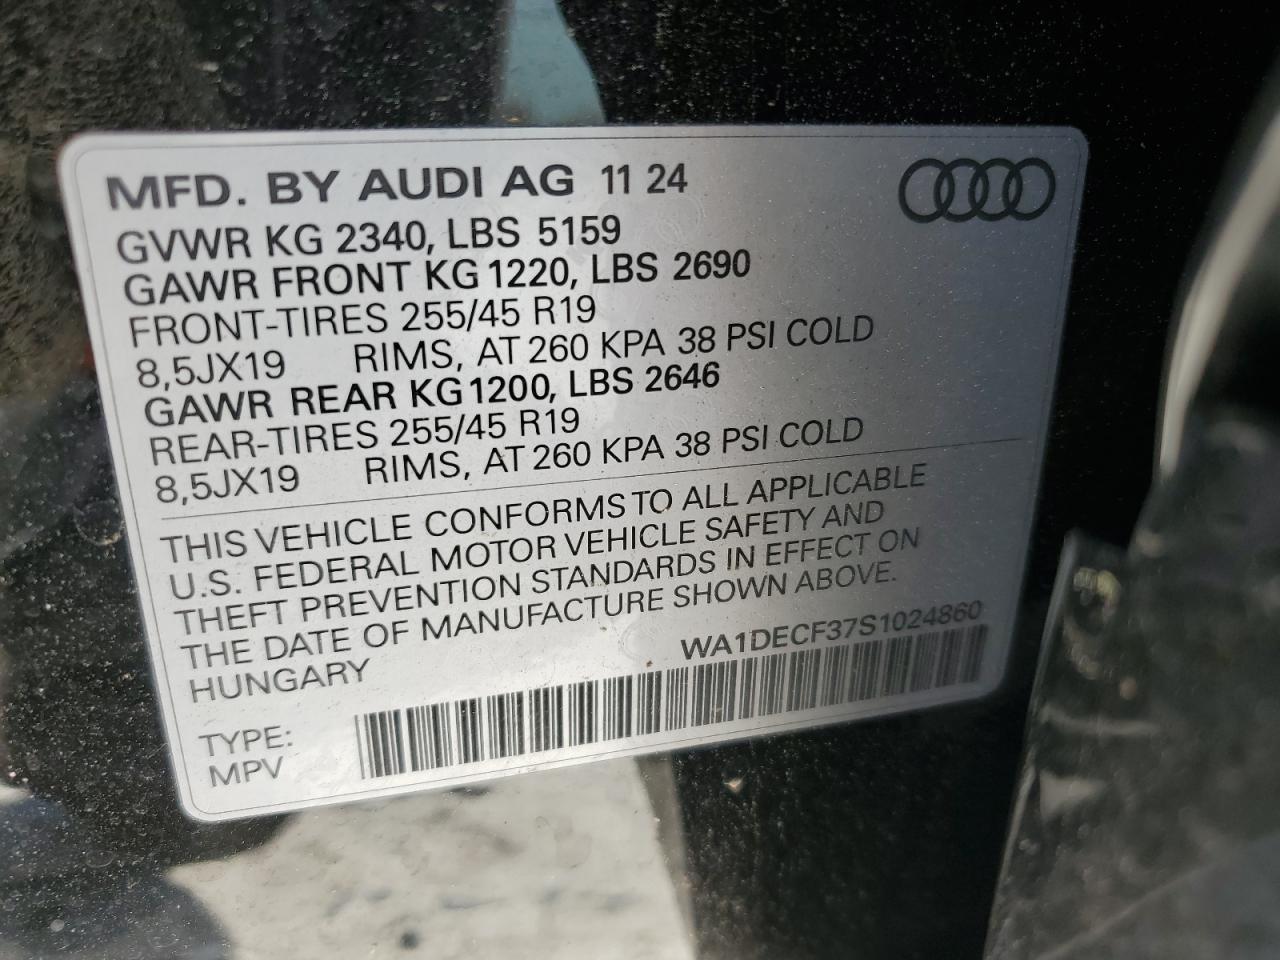 MFD. BY AUDI AG 11 24
GVWR KG 2340, LBS 5159
GAWR FRONT KG 1220, LBS 2690
FRONT-TIRES 255/45 R19
8,5JX19 RIMS, AT 260 KPA 38 PSI COLD
GAWR REAR KG 1200, LBS 2646
REAR-TIRES 255/45 R19
8,5JX19 RIMS, AT 260 KPA 38 PSI COLD
THIS VEHICLE CONFORMS TO ALL APPLICABLE
U.S. FEDERAL MOTOR VEHICLE SAFETY AND
THEFT PREVENTION STANDARDS IN EFFECT ON
THE DATE OF MANUFACTURE SHOWN ABOVE.
HUNGARY WA1DECF37S1024860
TYPE:
MPV